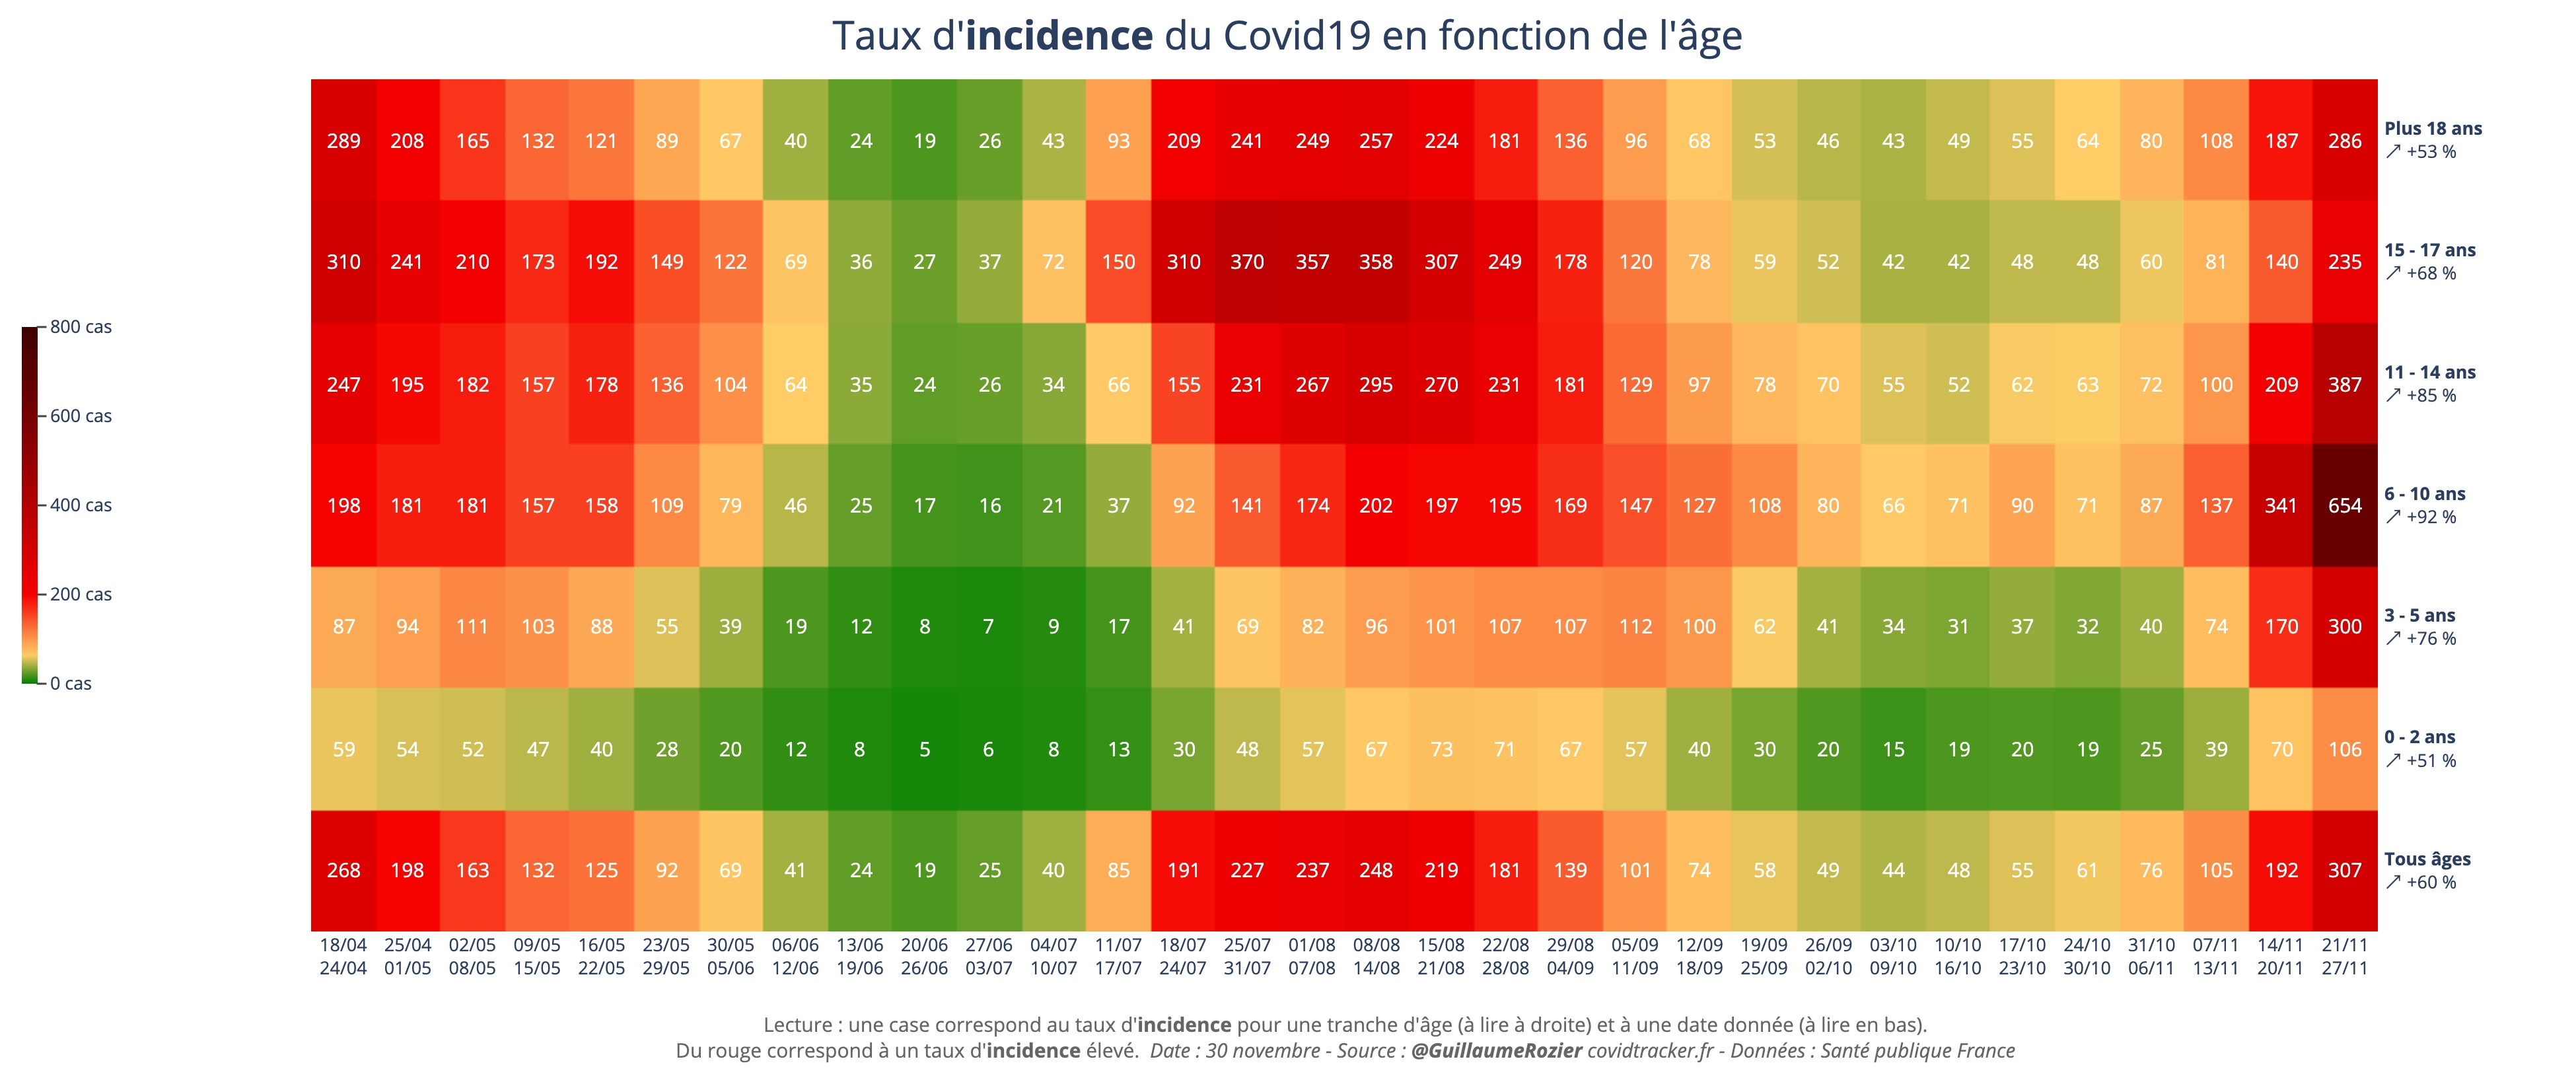 Taux d'incidence du Covid19 en fonction de l'âge
289 208 165 132 121 89 67 40 24 19 26 43 93 209 241 249 257 224 181 136 96 68 53 46 43 49 55 64 80 108 187 286
Plus 18 ans
↗ +53 %
310 241 210 173 192 149 122 69 36 27 37 72 150 310 370 357 358 307 249 178 120 78 59 52 42 42 48 48 60 81 140 235
15 - 17 ans
↗ +68 %
247 195 182 157 178 136 104 64 35 24 26 34 66 155 231 267 295 270 231 181 129 97 78 70 55 52 62 63 72 100 209 387
11 - 14 ans
↗ +85 %
198 181 181 157 158 109 79 46 25 17 16 21 37 92 141 174 202 197 195 169 147 127 108 80 66 71 90 71 87 137 341 654
6 - 10 ans
↗ +92 %
87 94 111 103 88 55 39 19 12 8 7 9 17 41 69 82 96 101 107 107 112 100 62 41 34 31 37 32 40 74 170 300
3 - 5 ans
↗ +76 %
59 54 52 47 40 28 20 12 8 5 6 8 13 30 48 57 67 73 71 67 57 40 30 20 15 19 20 19 25 39 70 106
0 - 2 ans
↗ +51 %
268 198 163 132 125 92 69 41 24 19 25 40 85 191 227 237 248 219 181 139 101 74 58 49 44 48 55 61 76 105 192 307
Tous âges
↗ +60 %
800 cas
600 cas
400 cas
200 cas
0 cas
18/04 25/04 02/05 09/05 16/05 23/05 30/05 06/06 13/06 20/06 27/06 04/07 11/07 18/07 25/07 01/08 08/08 15/08 22/08 29/08 05/09 12/09 19/09 26/09 03/10 10/10 17/10 24/10 31/10 07/11 14/11 21/11
24/04 01/05 08/05 15/05 22/05 29/05 05/06 12/06 19/06 26/06 03/07 10/07 17/07 24/07 31/07 07/08 14/08 21/08 28/08 04/09 11/09 18/09 25/09 02/10 09/10 16/10 23/10 30/10 06/11 13/11 20/11 27/11
Lecture : une case correspond au taux d'incidence pour une tranche d'âge (à lire à droite) et à une date donnée (à lire en bas).
Du rouge correspond à un taux d'incidence élevé. Date : 30 novembre - Source : @GuillaumeRozier covidtracker.fr - Données : Santé publique France